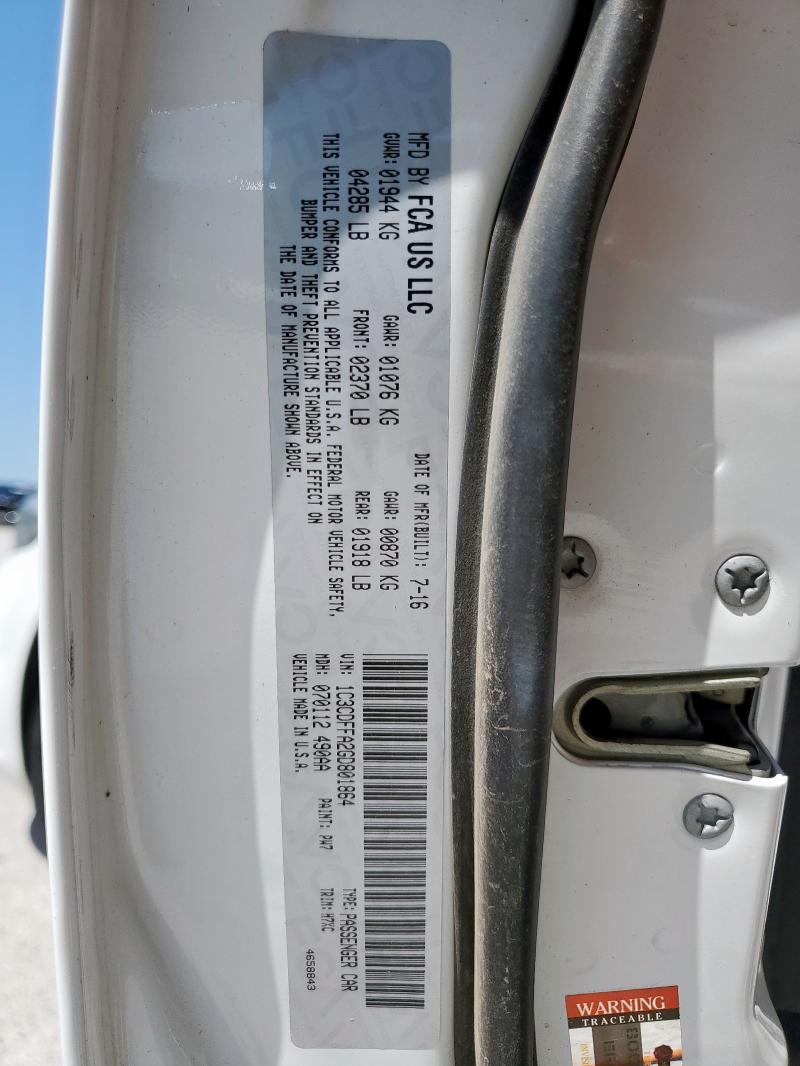 MFD BY FCA US LLC
DATE OF MFR(BUILT): 7-16
GVWR: 01944 KG GAWR: 01076 KG GAWR: 00870 KG
04285 LB FRONT: 02370 LB REAR: 01918 LB
THIS VEHICLE CONFORMS TO ALL APPLICABLE U.S.A. FEDERAL MOTOR VEHICLE SAFETY,
BUMPER AND THEFT PREVENTION STANDARDS IN EFFECT ON
THE DATE OF MANUFACTURE SHOWN ABOVE.
VIN: 1C3CDFFA2GD801864 TYPE: PASSENGER CAR
MDH: 070112 490AA PAINT: PW7 TRIM: H7XG
VEHICLE MADE IN U.S.A.
4658843
WARNING
TRACEABLE